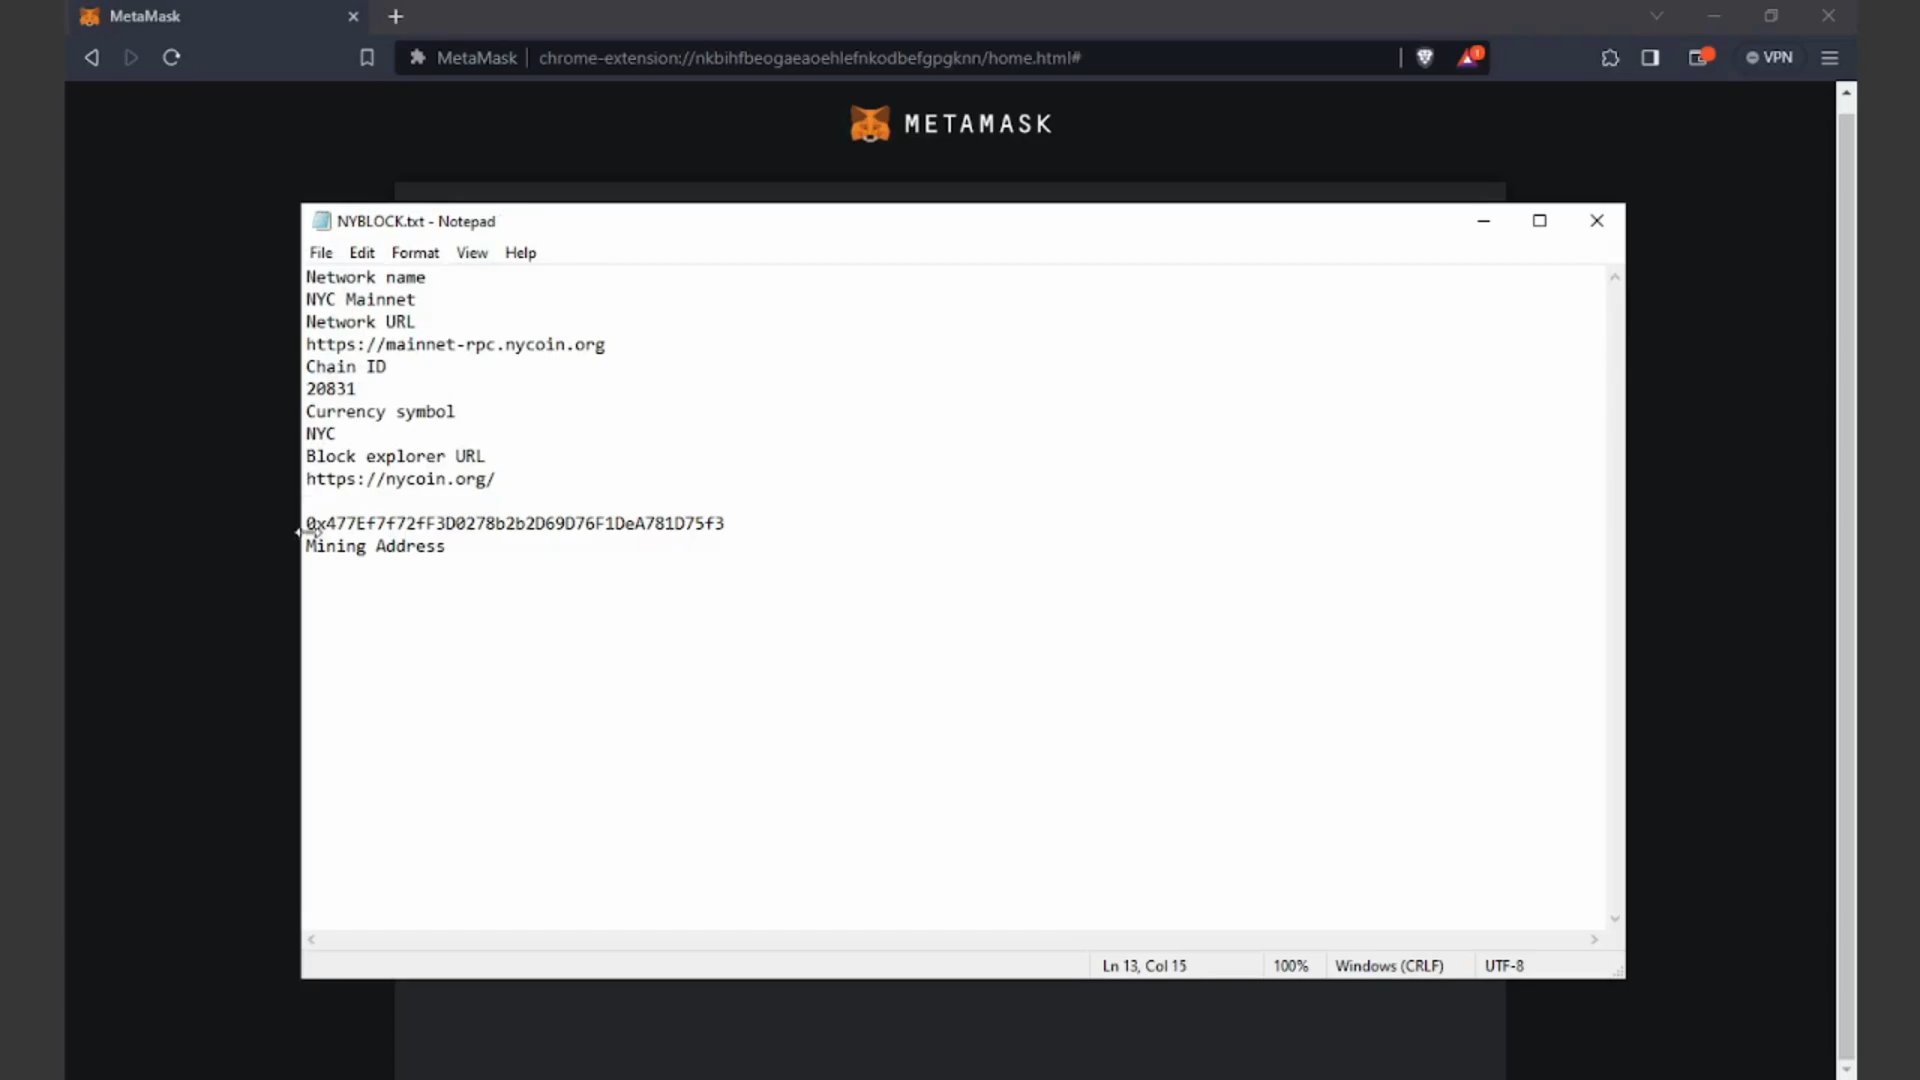 MetaMask
MetaMask chrome-extension://nkbihfbeogaeaoehlefnkodbefgpgknn/home.html# 1 VPN
METAMASK
NYBLOCK.txt - Notepad
File Edit Format View Help
Network name
NYC Mainnet
Network URL
https://mainnet-rpc.nycoin.org
Chain ID
20831
Currency symbol
NYC
Block explorer URL
https://nycoin.org/
0x477Ef7f72fF3D0278b2b2D69D76F1DeA781D75f3
Mining Address
Ln 13, Col 15 100% Windows (CRLF) UTF-8